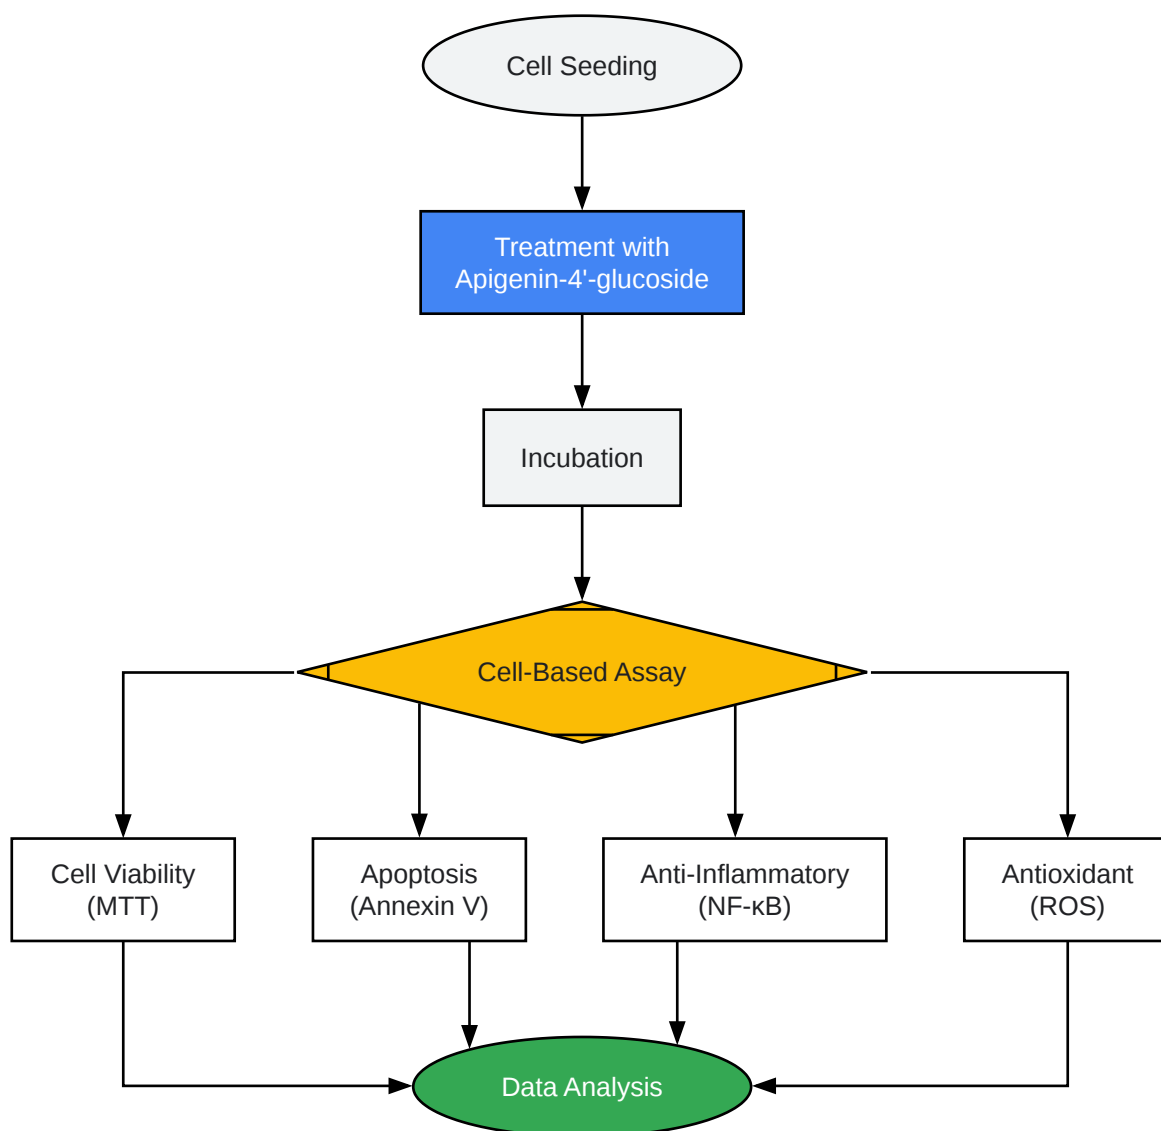 Cell Seeding
Treatment with
Apigenin-4'-glucoside
Incubation
Cell-Based Assay
Cell Viability
(MTT)
Apoptosis
(Annexin V)
Anti-Inflammatory
(NF-κB)
Antioxidant
(ROS)
Data Analysis